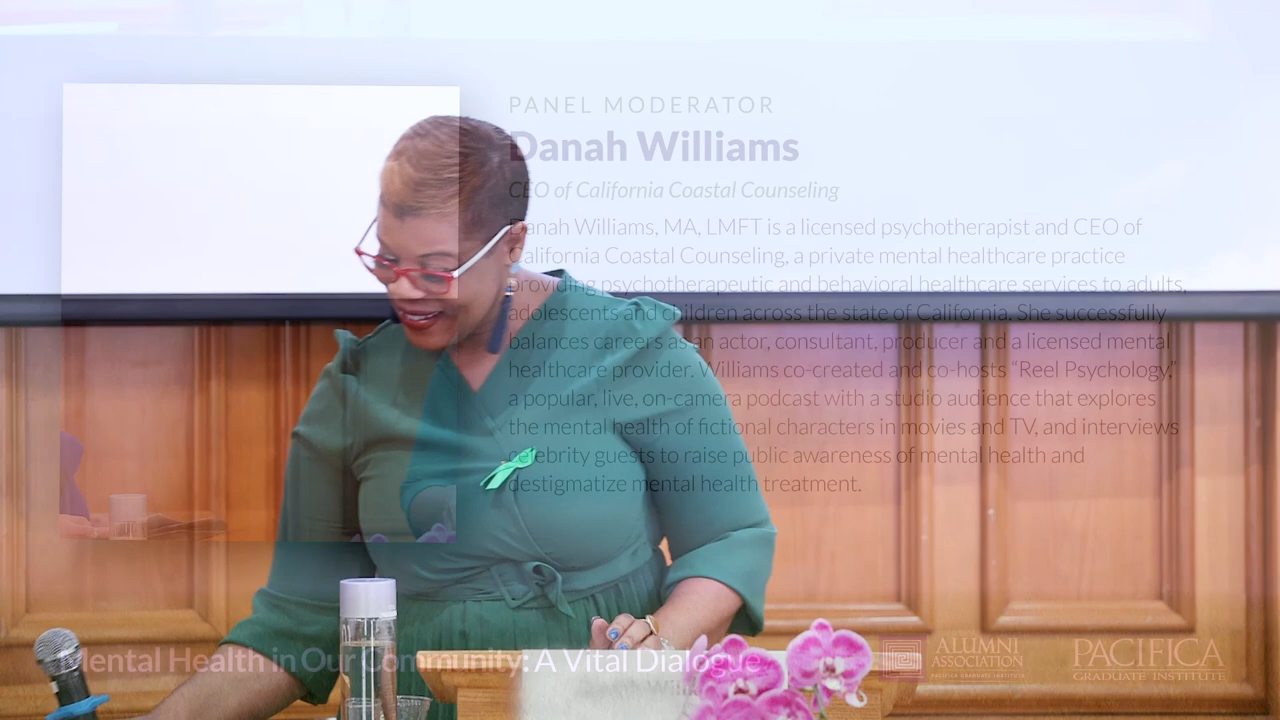 PANEL MODERATOR
Danah Williams
CEO of California Coastal Counseling
Danah Williams, MA, LMFT is a licensed psychotherapist and CEO of
California Coastal Counseling, a private mental healthcare practice
providing psychotherapeutic and behavioral healthcare services to adults,
adolescents and children across the state of California. She successfully
balances careers as an actor, consultant, producer and a licensed mental
healthcare provider. Williams co-created and co-hosts “Reel Psychology,”
a popular, live, on-camera podcast with a studio audience that explores
the mental health of fictional characters in movies and TV, and interviews
celebrity guests to raise public awareness of mental health and
destigmatize mental health treatment.
Mental Health in Our Community: A Vital Dialogue
ALUMNI
ASSOCIATION
PACIFICA GRADUATE INSTITUTE
PACIFICA
GRADUATE INSTITUTE